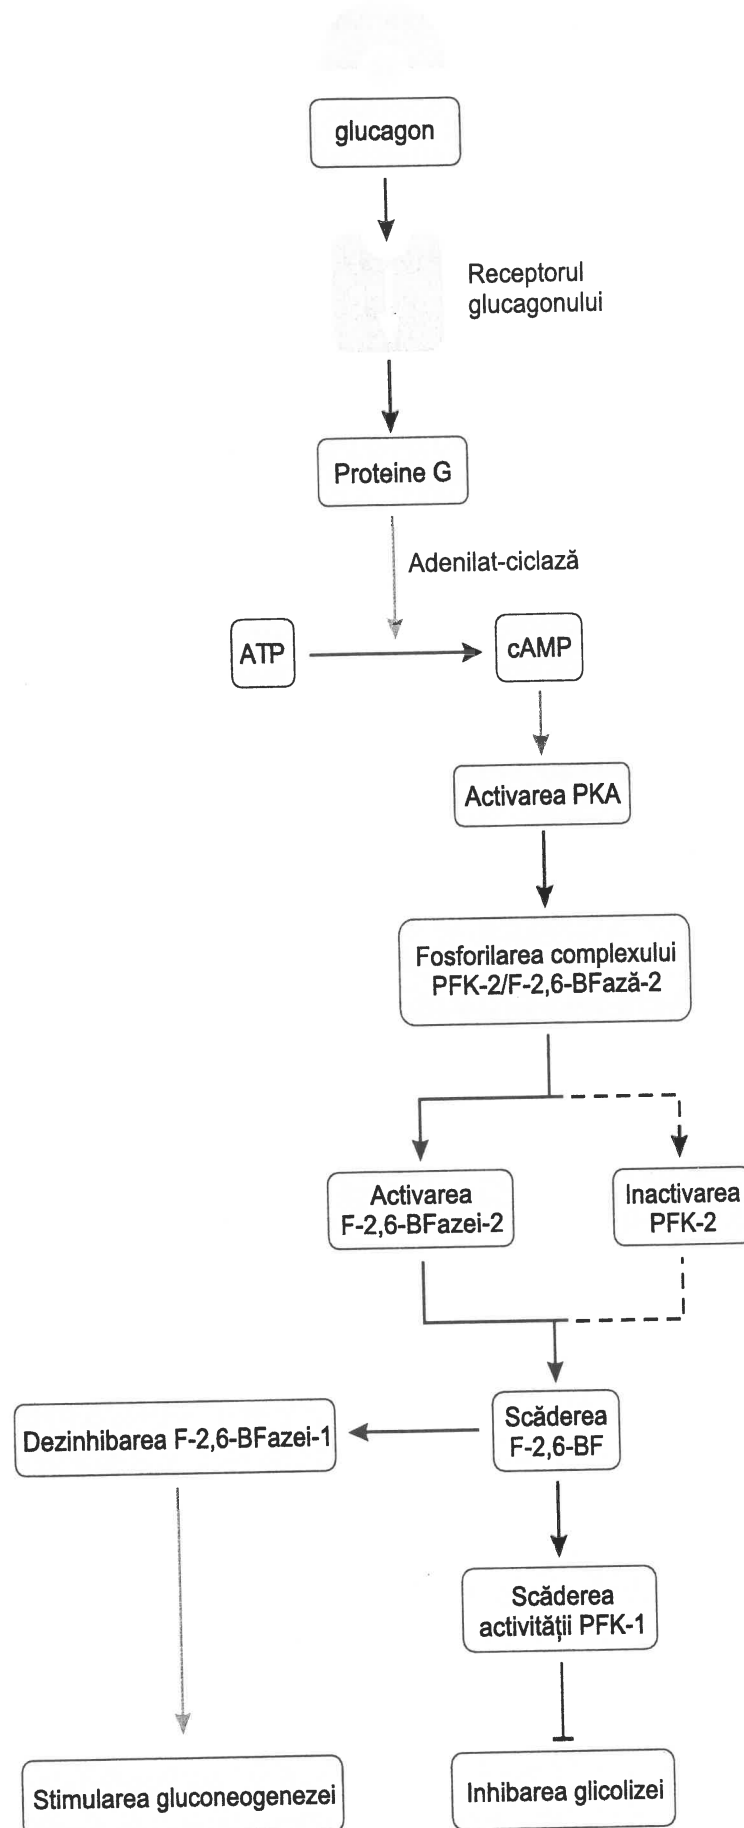 glucagon
Receptorul
glucagonului
Proteine G
Adenilat-ciclază
ATP
cAMP
Activarea PKA
Fosforilarea complexului
PFK-2/F-2,6-BFază-2
Activarea
F-2,6-BFazei-2
Inactivarea
PFK-2
Scăderea
F-2,6-BF
Dezinhibarea F-2,6-BFazei-1
Scăderea
activității PFK-1
Stimularea gluconeogenezei
Inhibarea glicolizei